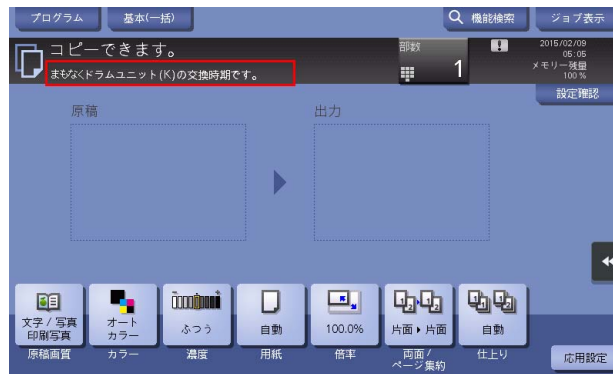 プログラム
基本(一括)
機能検索
ジョブ表示
コピーできます。
まもなくドラムユニット(K)の交換時期です。
部数
1
2015/02/09
05:05
メモリー残量
100 %
設定確認
原稿
出力
文字 / 写真
印刷写真
オート
カラー
ふつう
自動
100.0%
片面 ▶ 片面
自動
原稿画質
カラー
濃度
用紙
倍率
両面 /
ページ集約
仕上り
応用設定